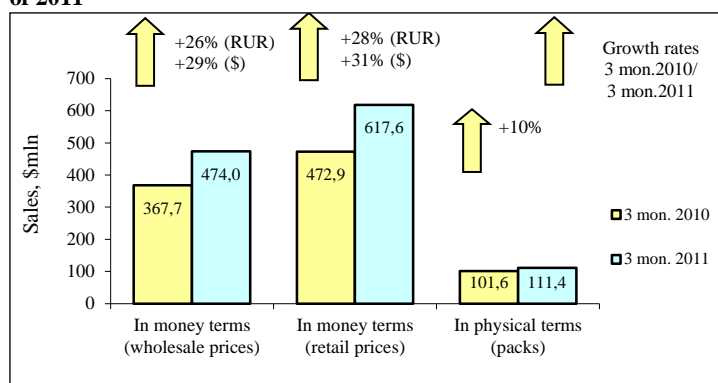 of 2011
+26% (RUR)
+29% ($)
+28% (RUR)
+31% ($)
Growth rates
3 mon.2010/
3 mon.2011
+10%
Sales, $mln
700
600
500
400
300
200
100
0
367,7
474,0
472,9
617,6
101,6
111,4
3 mon. 2010
3 mon. 2011
In money terms
(wholesale prices)
In money terms
(retail prices)
In physical terms
(packs)